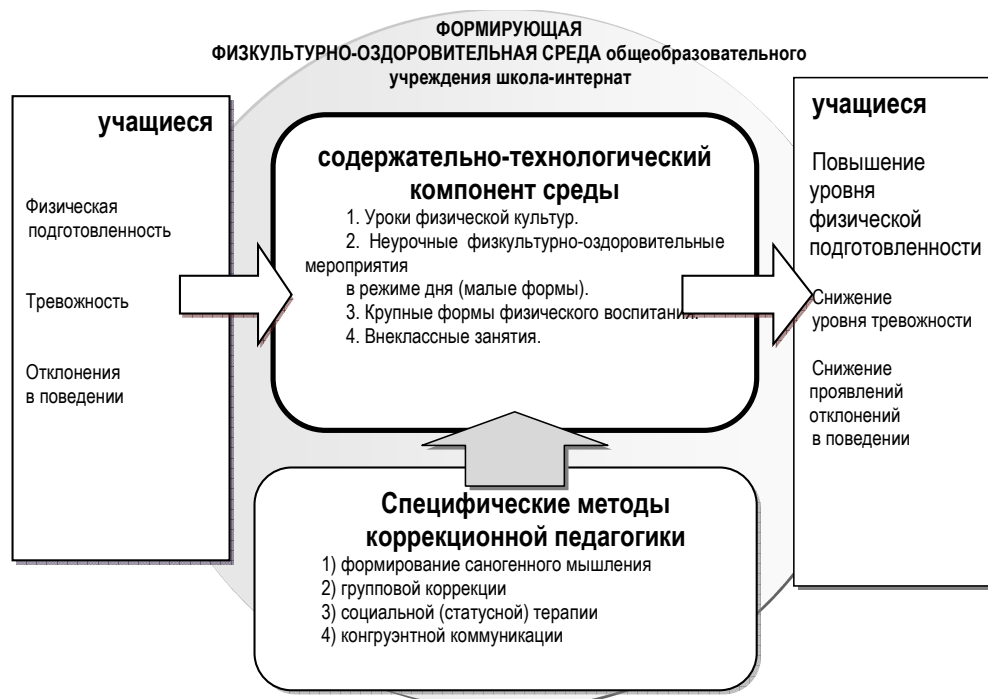 ФОРМИРУЮЩАЯ
ФИЗКУЛЬТУРНО-ОЗДОРОВИТЕЛЬНАЯ СРЕДА общеобразовательного
учреждения школа-интернат
учащиеся
Физическая
подготовленность
Тревожность
Отклонения
в поведении
содержательно-технологический
компонент среды
1. Уроки физической культур.
2. Неурочные физкультурно-оздоровительные
мероприятия
в режиме дня (малые формы).
3. Крупные формы физического воспитания.
4. Внеклассные занятия.
Специфические методы
коррекционной педагогики
1) формирование саногенного мышления
2) групповой коррекции
3) социальной (статусной) терапии
4) конгруэнтной коммуникации
учащиеся
Повышение
уровня
физической
подготовленности
Снижение
уровня тревожности
Снижение
проявлений
отклонений
в поведении